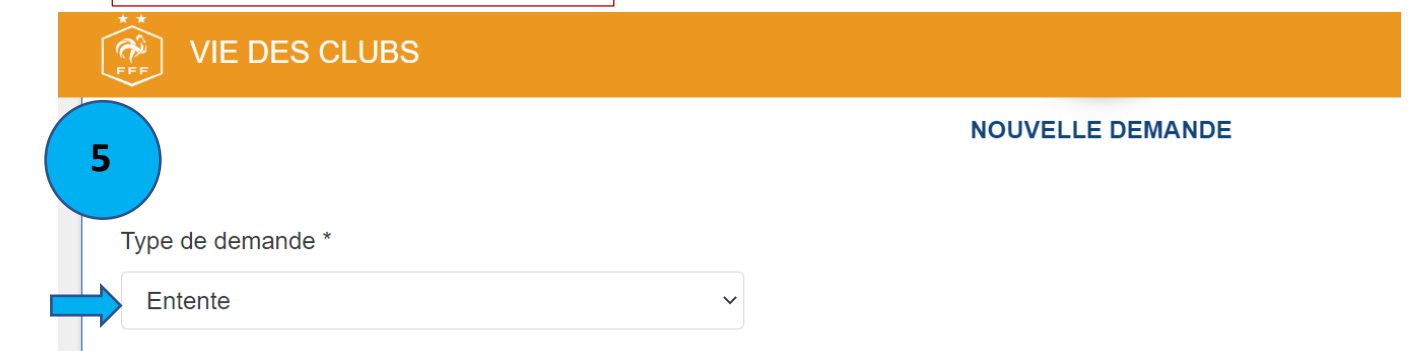 FFF
VIE DES CLUBS
NOUVELLE DEMANDE
5
Type de demande *
Entente